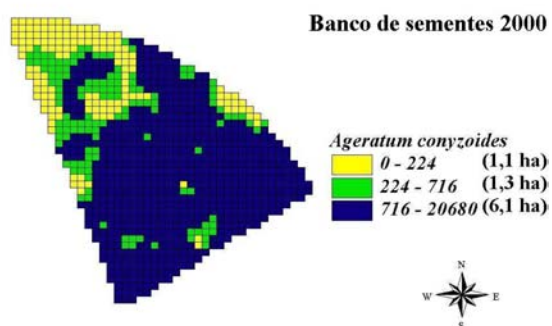 Banco de sementes 2000
Ageratum conyzoides
0 - 224 (1,1 ha)
224 - 716 (1,3 ha)
716 - 20680 (6,1 ha)
N
W E
S